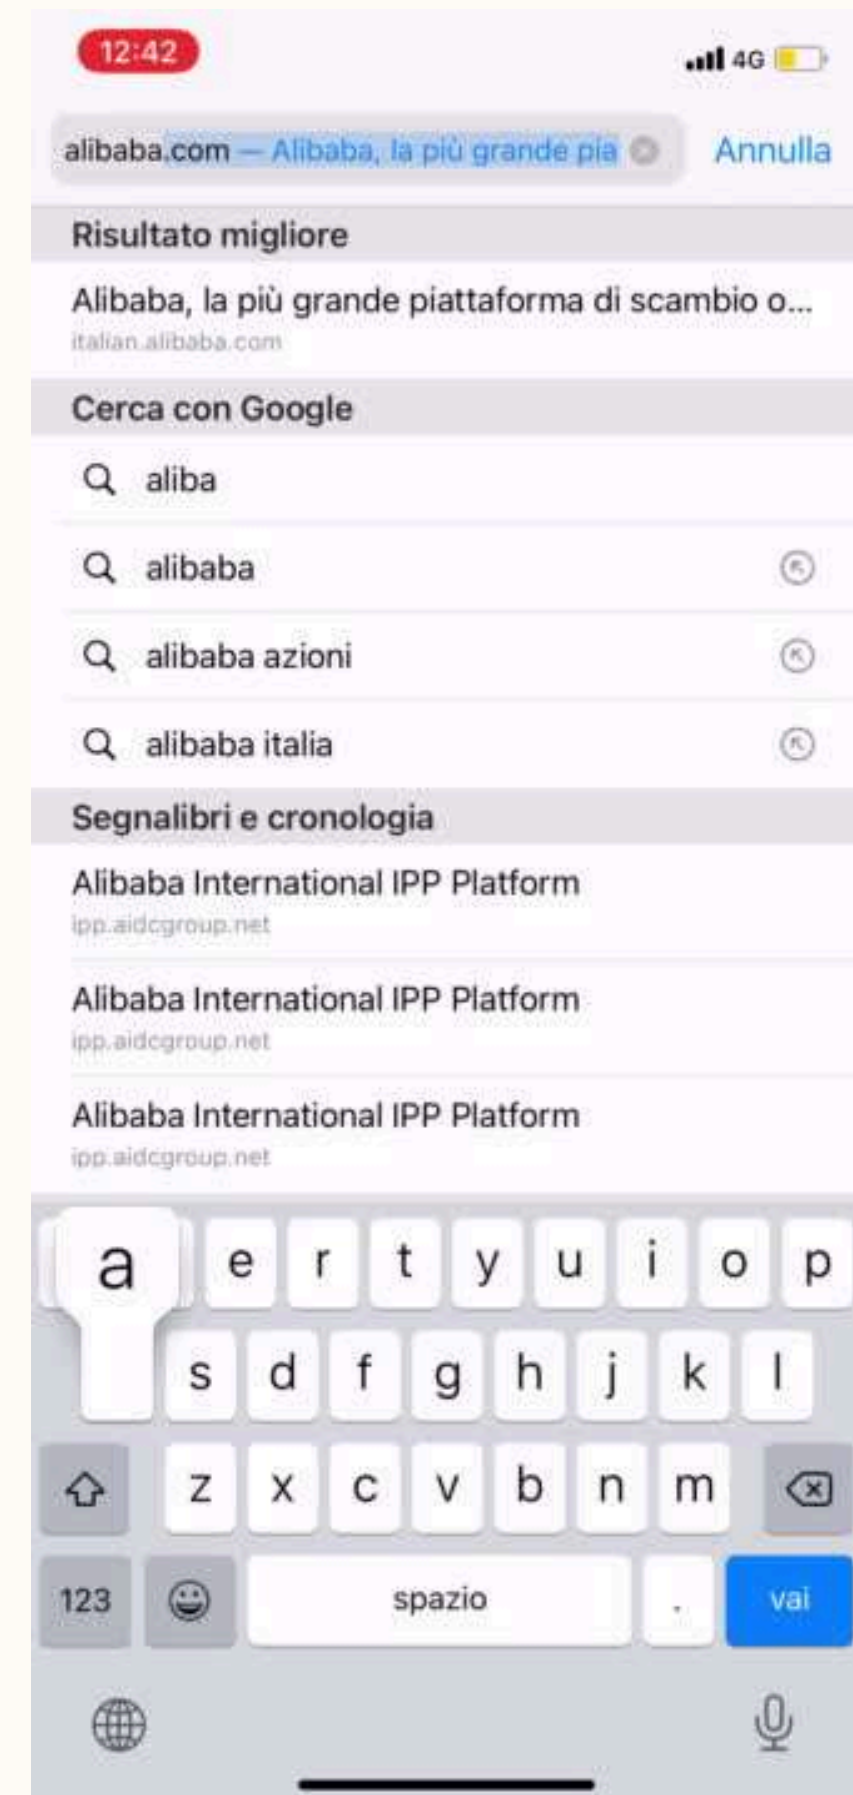 12:42
4G
alibaba.com — Alibaba, la più grande pia
Annulla
Risultato migliore
Alibaba, la più grande piattaforma di scambio o...
italian.alibaba.com
Cerca con Google
aliba
alibaba
alibaba azioni
alibaba italia
Segnalibri e cronologia
Alibaba International IPP Platform
ipp.aidcgroup.net
Alibaba International IPP Platform
ipp.aidcgroup.net
Alibaba International IPP Platform
ipp.aidcgroup.net
a e r t y u i o p
s d f g h j k l
z x c v b n m
123 spazio . vai